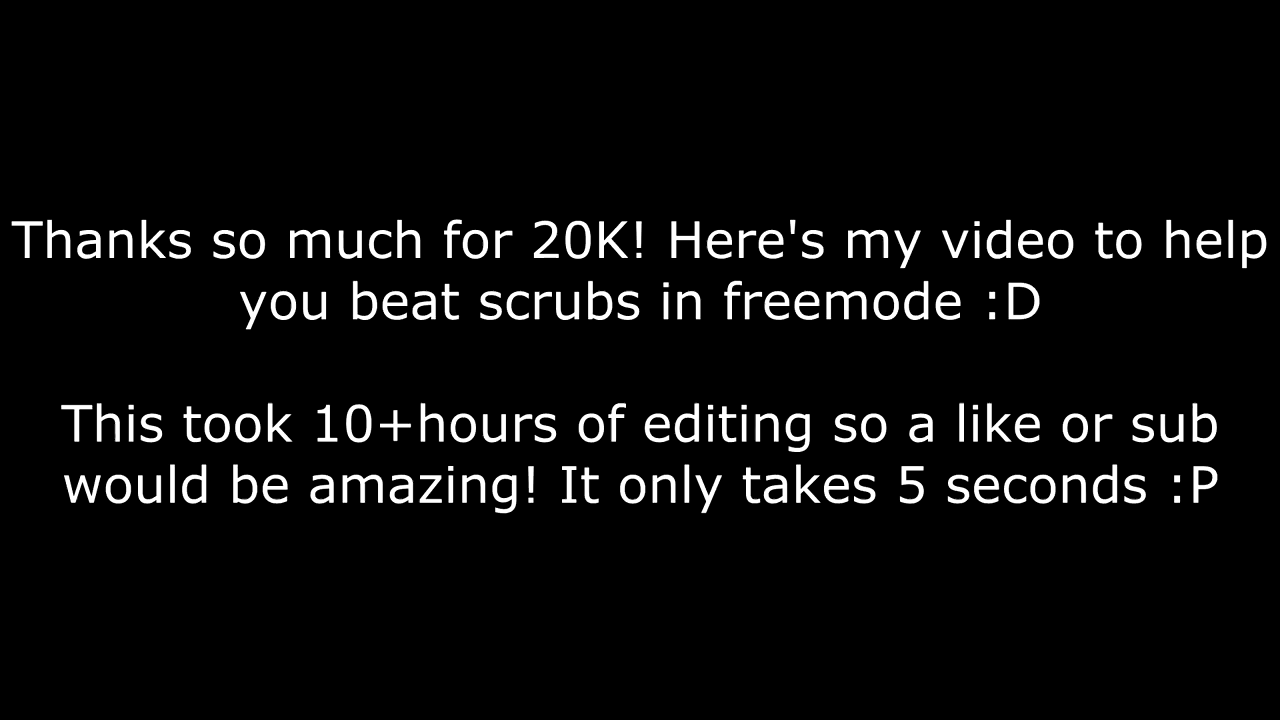 Thanks so much for 20K! Here's my video to help
you beat scrubs in freemode :D
This took 10+hours of editing so a like or sub
would be amazing! It only takes 5 seconds :P